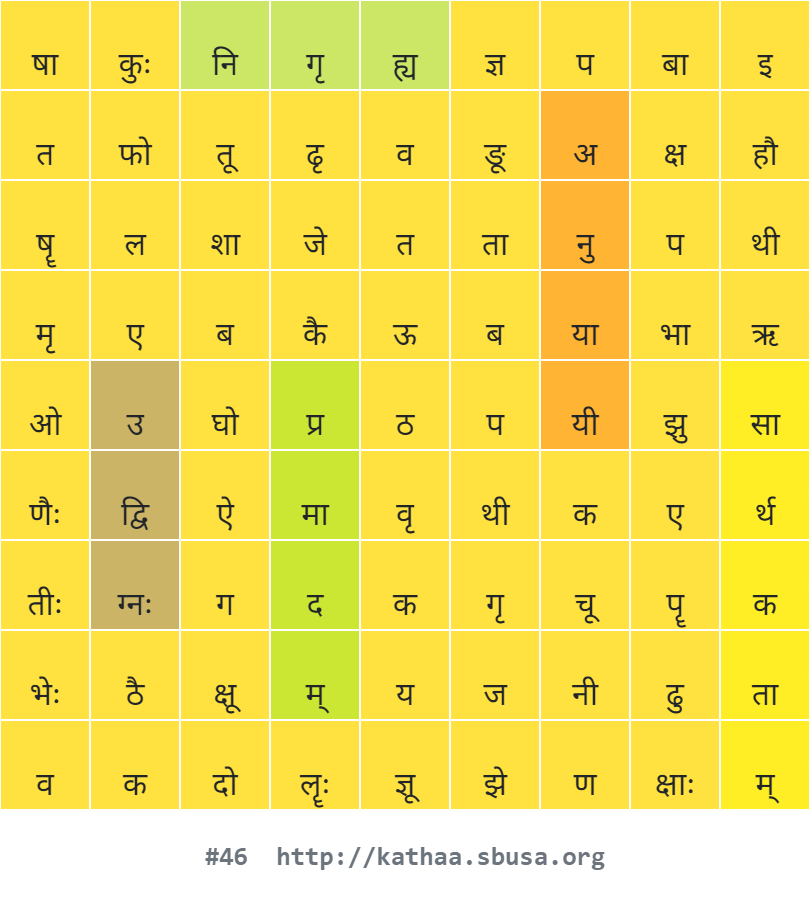 षा कुः नि गृ ह्य ज्ञ प बा इ
त फो तू ढृ व ङू अ क्ष हौ
षॄ ल शा जे त ता नु प थी
मृ ए ब कै ऊ ब या भा ऋ
ओ उ घो प्र ठ प यी झु सा
णैः द्वि ऐ मा वृ थी क ए र्थ
तीः ग्नः ग द क गृ चू पॄ क
भेः ठै क्षू म् य ज नी ढु ता
व क दो लॄः ज्ञू झे ण क्षाः म्
#46 http://kathaa.sbusa.org